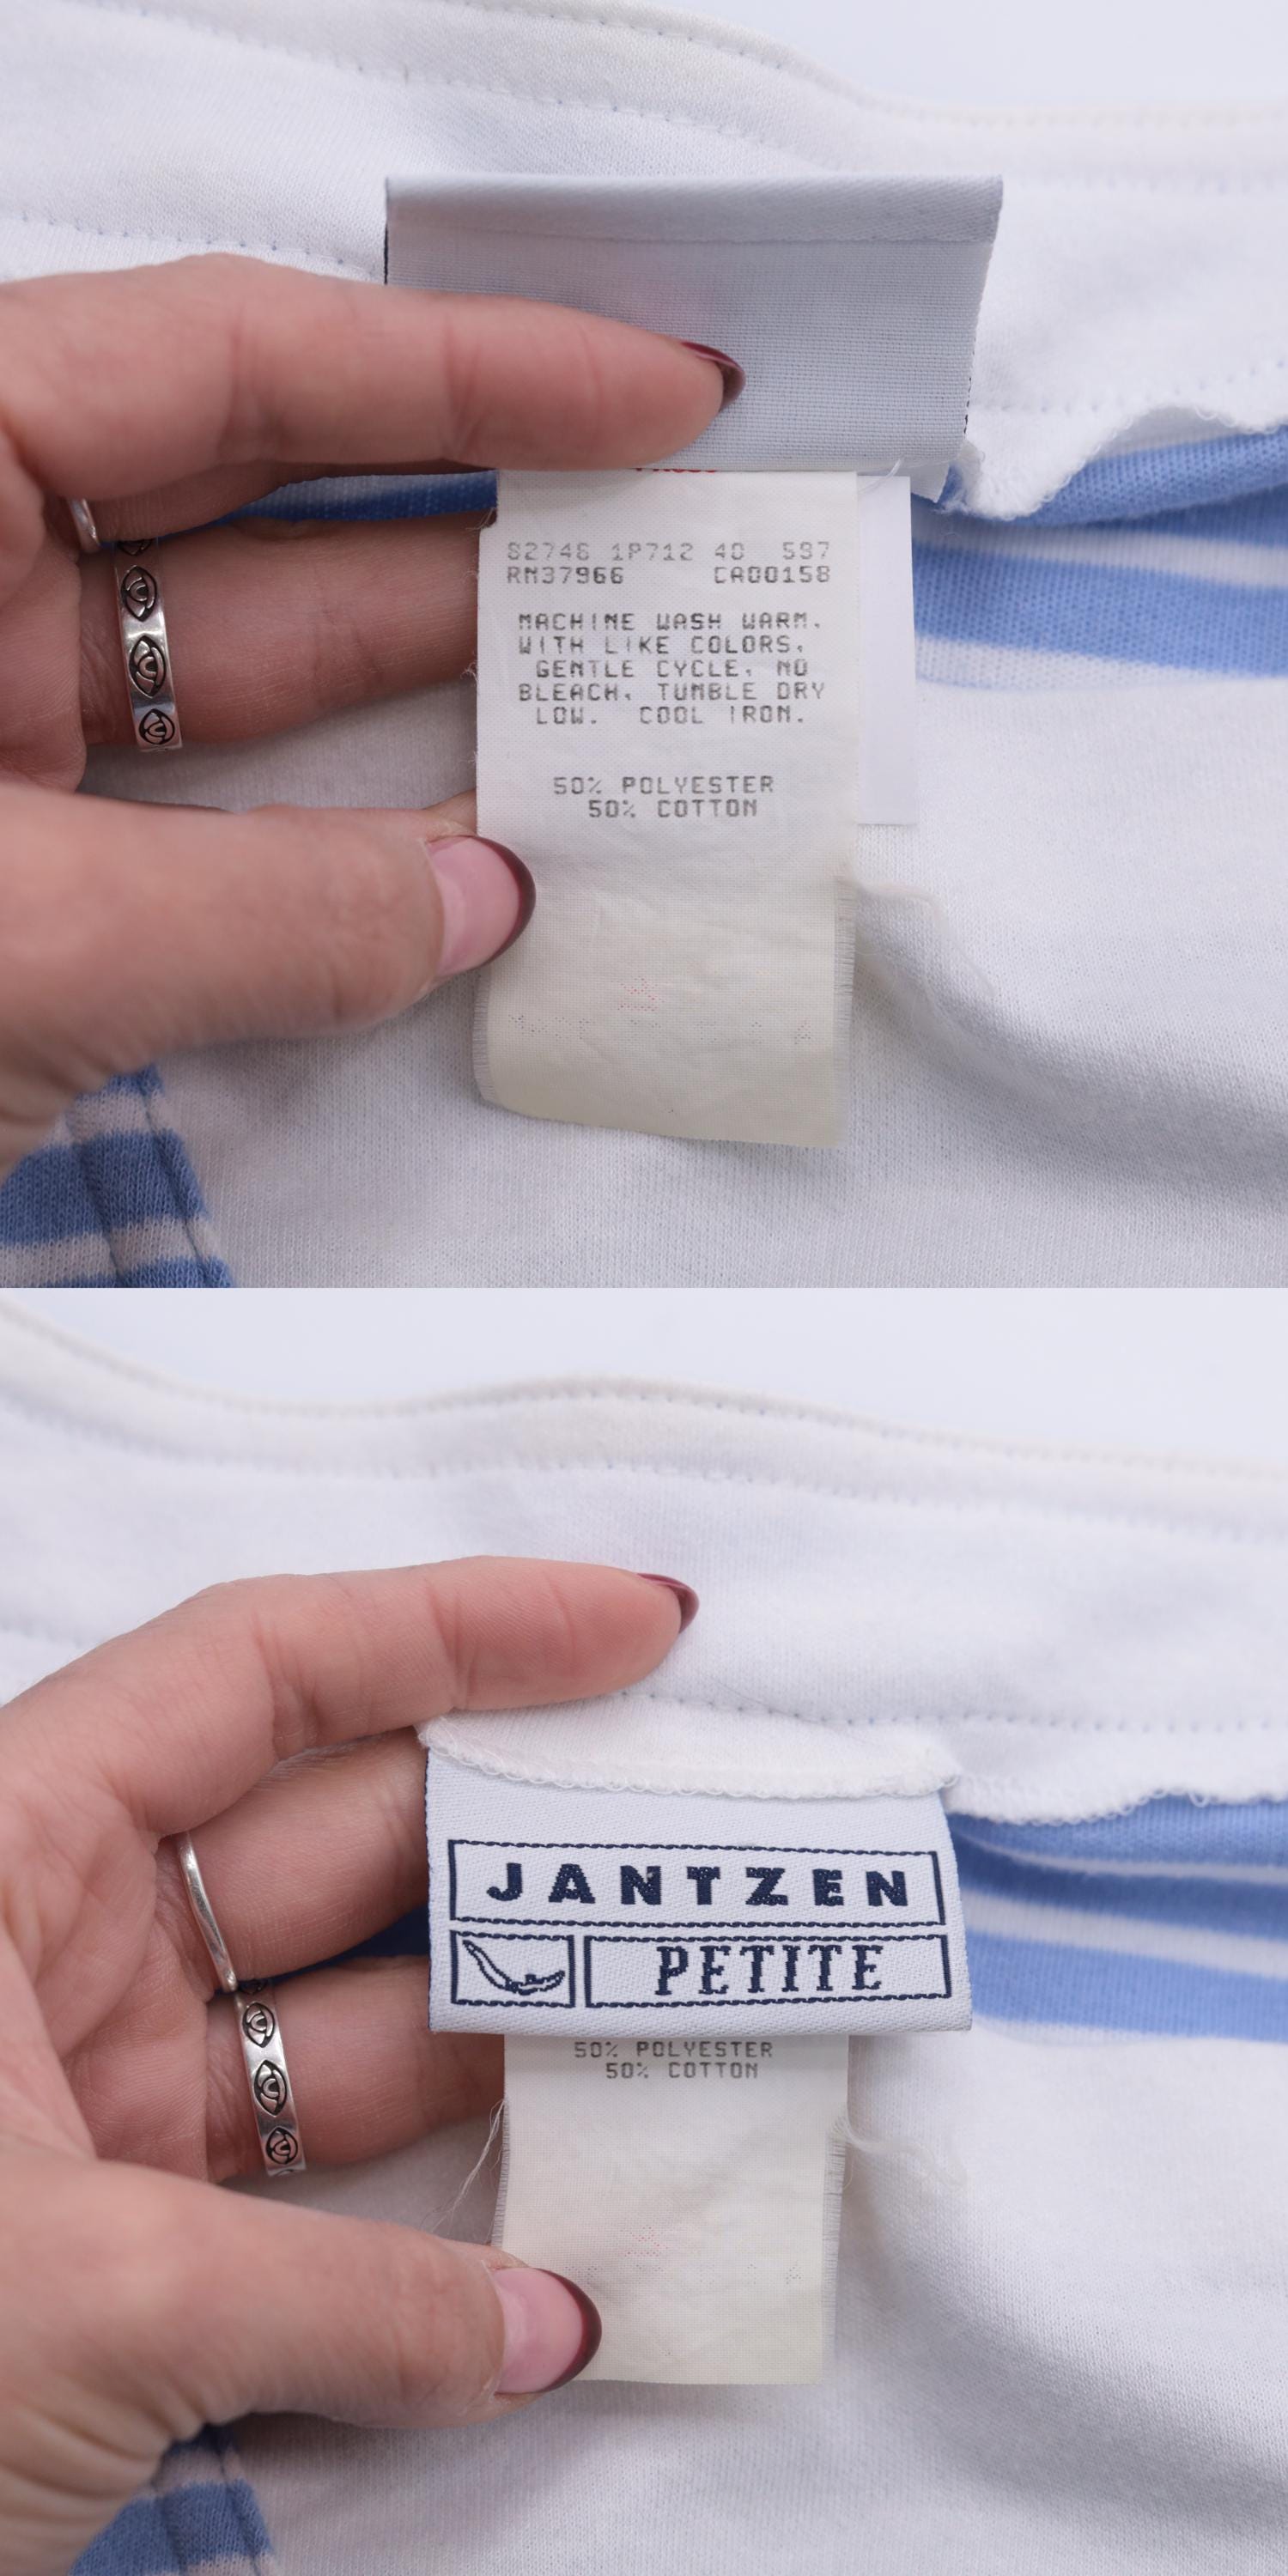 82746 1P712 40 597
RN37966 CA00158
MACHINE WASH WARM,
WITH LIKE COLORS,
GENTLE CYCLE, NO
BLEACH, TUMBLE DRY
LOW. COOL IRON.
50% POLYESTER
50% COTTON
JANTZEN
PETITE
50% POLYESTER
50% COTTON